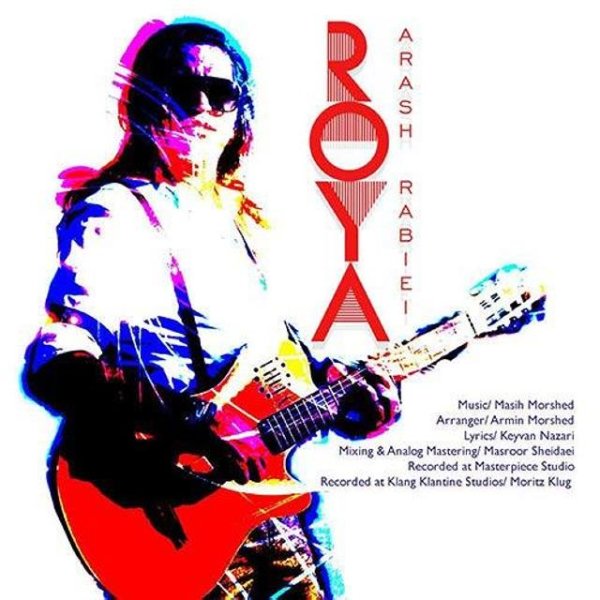 ROYA
ARASH RABIEI
Music/ Masih Morshed
Arranger/ Armin Morshed
Lyrics/ Keyvan Nazari
Mixing & Analog Mastering/ Masroor Sheidaei
Recorded at Masterpiece Studio
Recorded at Klang Klantine Studios/ Moritz Klug